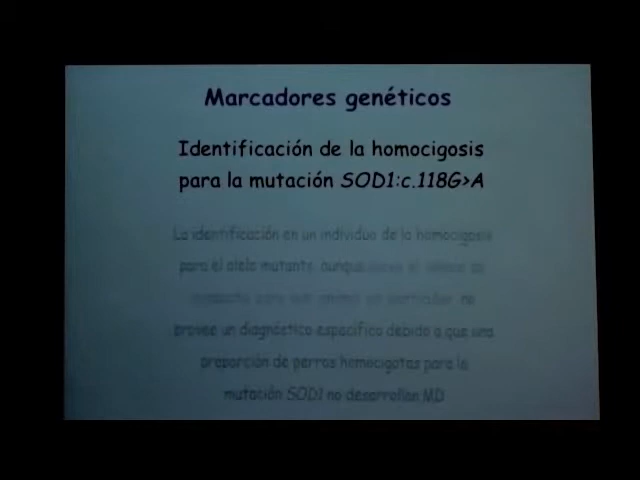 Marcadores genéticos
Identificación de la homocigosis
para la mutación SOD1:c.118G>A
La identificación en un individuo de la homocigosis
para el alelo mutante, aunque
no
provee un diagnóstico específico debido a que una
proporción de perros homocigotas para la
mutación SOD1 no desarrollan MD